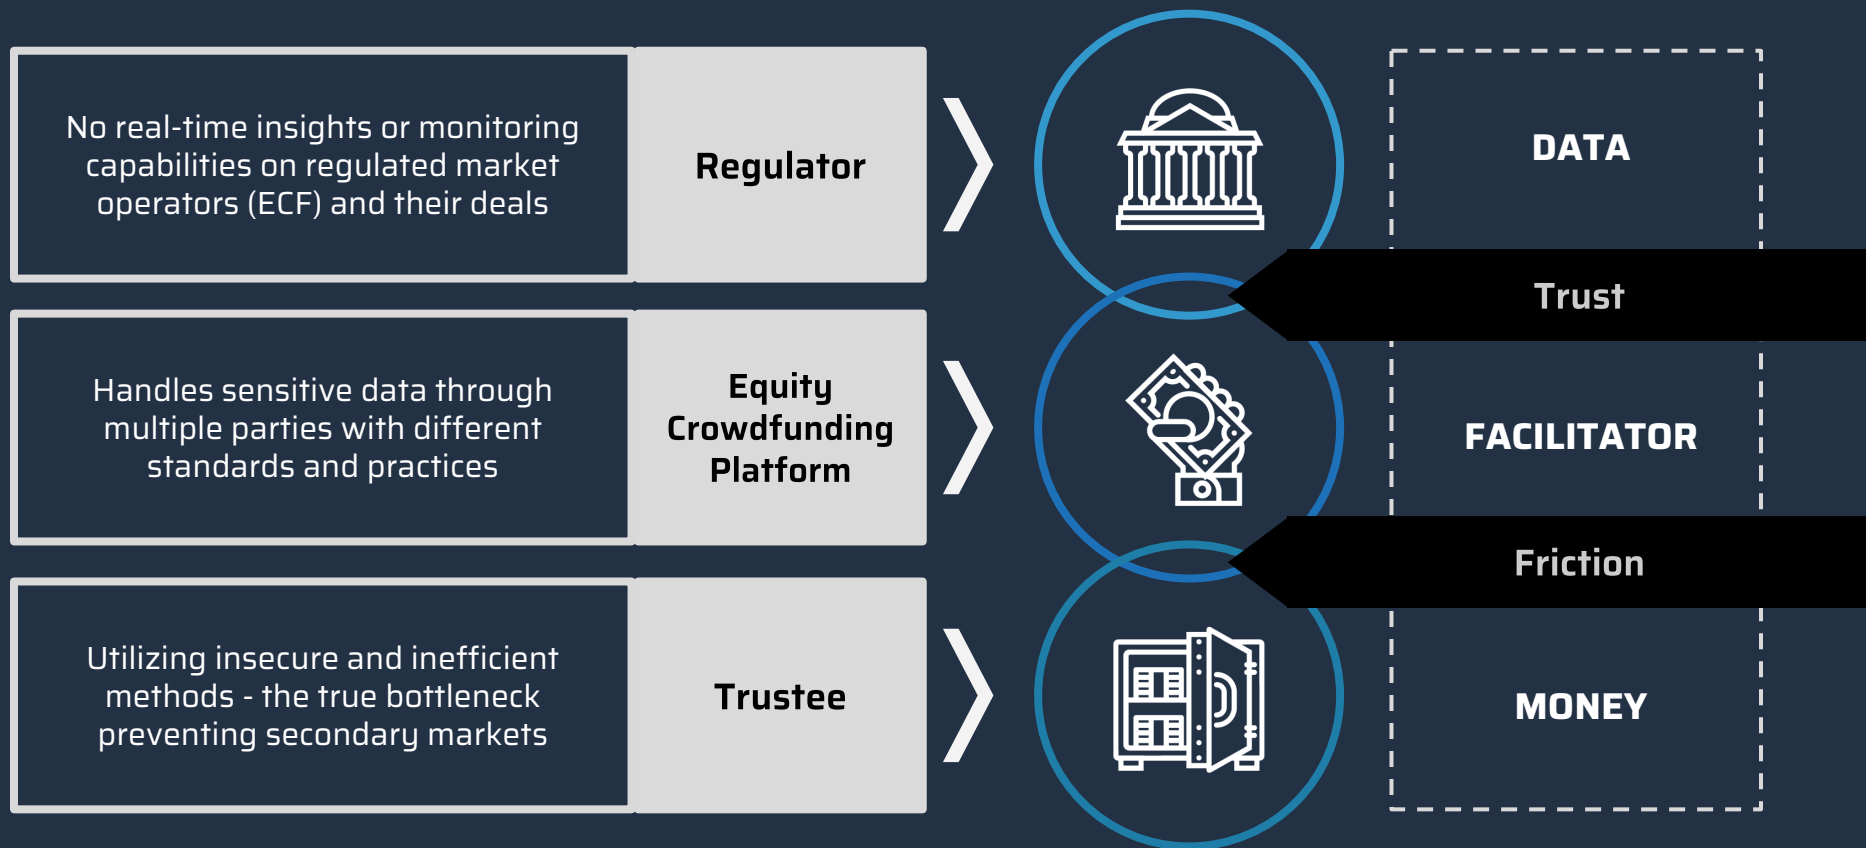 No real-time insights or monitoring
capabilities on regulated market
operators (ECF) and their deals
Regulator
DATA
Trust
Handles sensitive data through
multiple parties with different
standards and practices
Equity
Crowdfunding
Platform
FACILITATOR
Friction
Utilizing insecure and inefficient
methods - the true bottleneck
preventing secondary markets
Trustee
MONEY